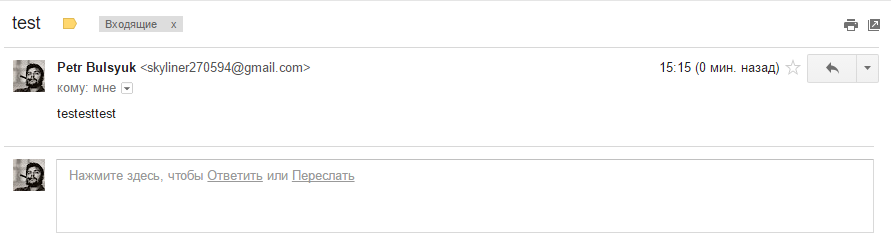 test Входящие x
Petr Bulsyuk <skyliner270594@gmail.com> 15:15 (0 мин. назад)
кому: мне
testesttest
Нажмите здесь, чтобы Ответить или Переслать